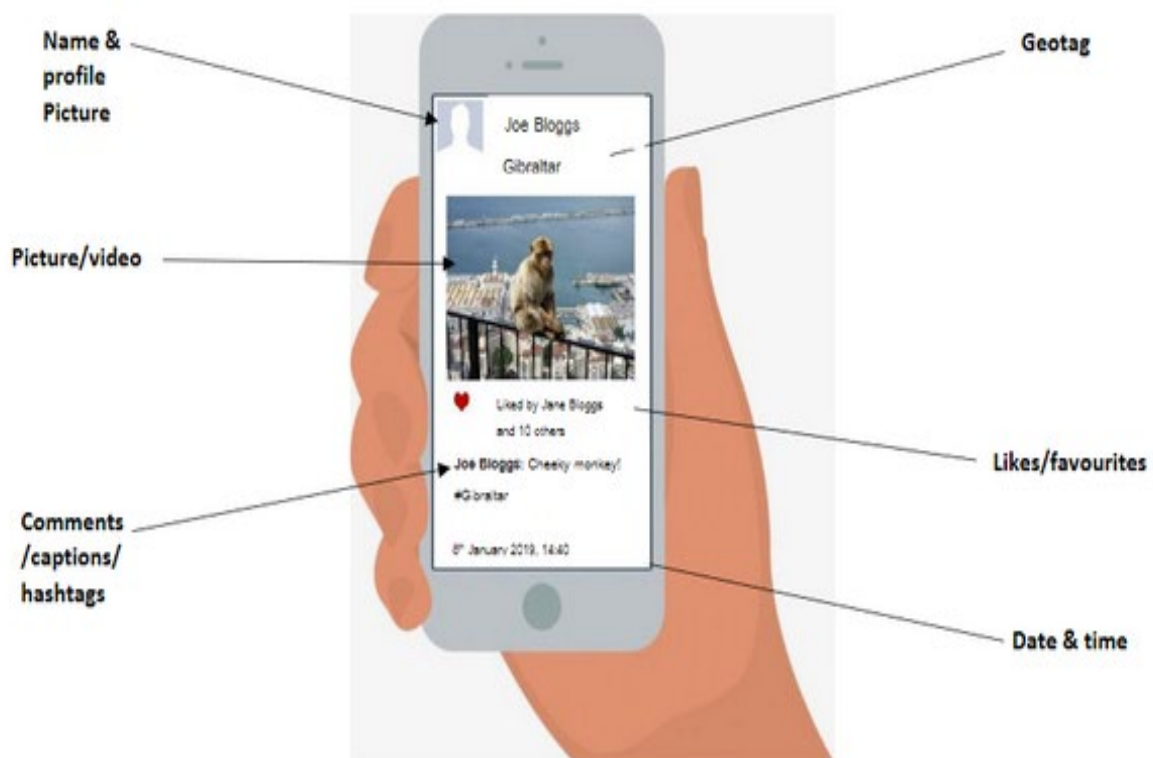 Name &
profile
Picture
Geotag
Joe Bloggs
Gibraltar
Picture/video
Liked by Jane Bloggs
and 10 others
Joe Bloggs: Cheeky monkey!
#Gibraltar
Likes/favourites
Comments
/captions/
hashtags
8th January 2019, 14:40
Date & time